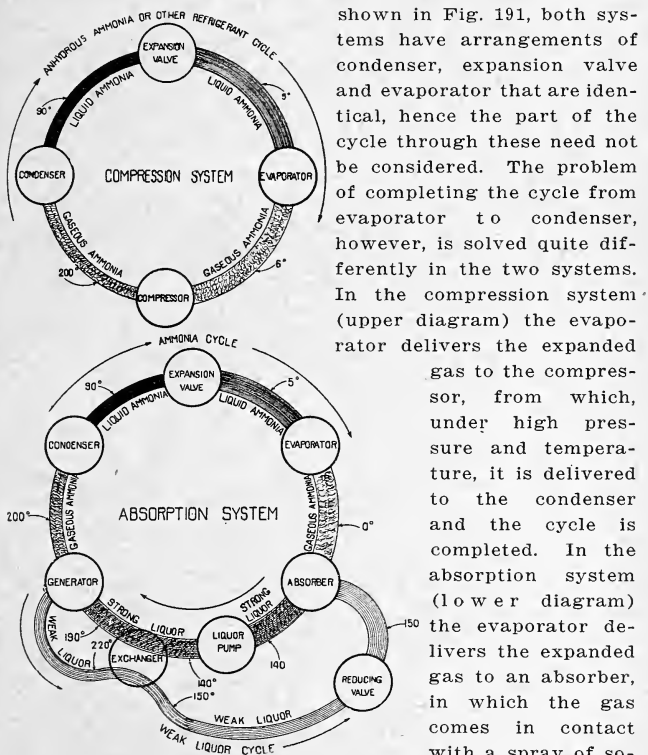 ANHYDROUS AMMONIA OR OTHER REFRIGERANT CYCLE
EXPANSION
VALVE
LIQUID AMMONIA
LIQUID AMMONIA
90°
5°
CONDENSER
COMPRESSION SYSTEM
EVAPORATOR
GASEOUS AMMONIA
GASEOUS AMMONIA
200°
6°
COMPRESSOR
AMMONIA CYCLE
EXPANSION
VALVE
90°
5°
LIQUID AMMONIA
LIQUID AMMONIA
CONDENSER
EVAPORATOR
GASEOUS AMMONIA
GASEOUS AMMONIA
200°
ABSORPTION SYSTEM
0°
GENERATOR
ABSORBER
STRONG
LIQUOR
STRONG
LIQUOR
WEAK
LIQUOR
190°
220°
EXCHANGER
LIQUOR
PUMP
140
140°
150°
150
REDUCING
VALVE
WEAK LIQUOR
WEAK LIQUOR CYCLE
shown in Fig. 191, both sys-
tems have arrangements of
condenser, expansion valve
and evaporator that are iden-
tical, hence the part of the
cycle through these need not
be considered. The problem
of completing the cycle from
evaporator to condenser,
however, is solved quite dif-
ferently in the two systems.
In the compression system
(upper diagram) the evapo-
rator delivers the expanded
gas to the compres-
sor, from which,
under high pres-
sure and tempera-
ture, it is delivered
to the condenser
and the cycle is
completed. In the
absorption system
(lower diagram)
the evaporator de-
livers the expanded
gas to an absorber,
in which the gas
comes in contact
with a spray of so-